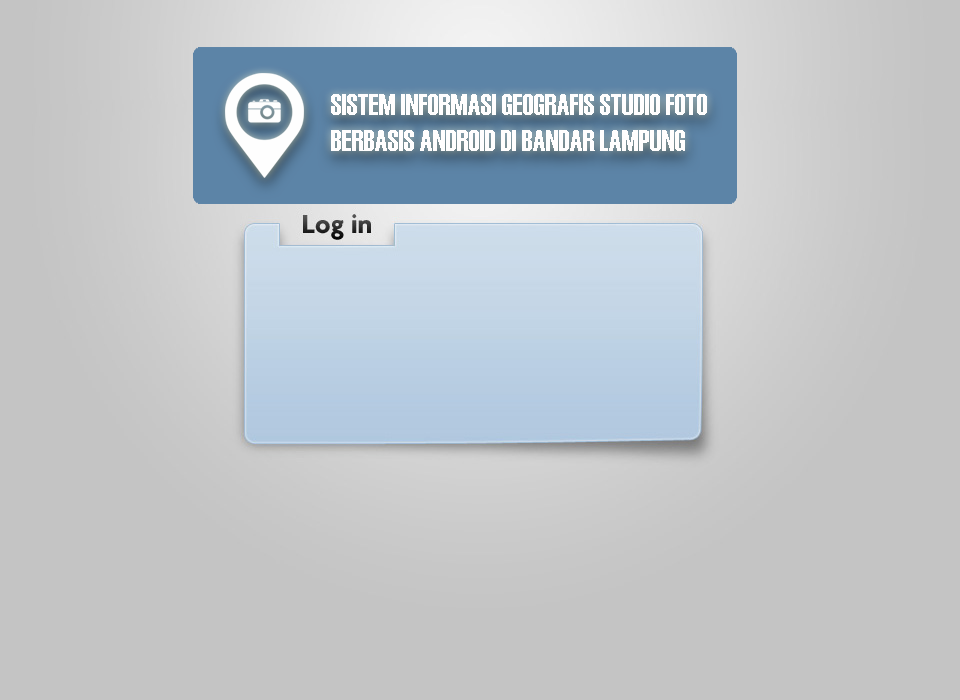 SISTEM INFORMASI GEOGRAFIS STUDIO FOTO
BERBASIS ANDROID DI BANDAR LAMPUNG
Log in